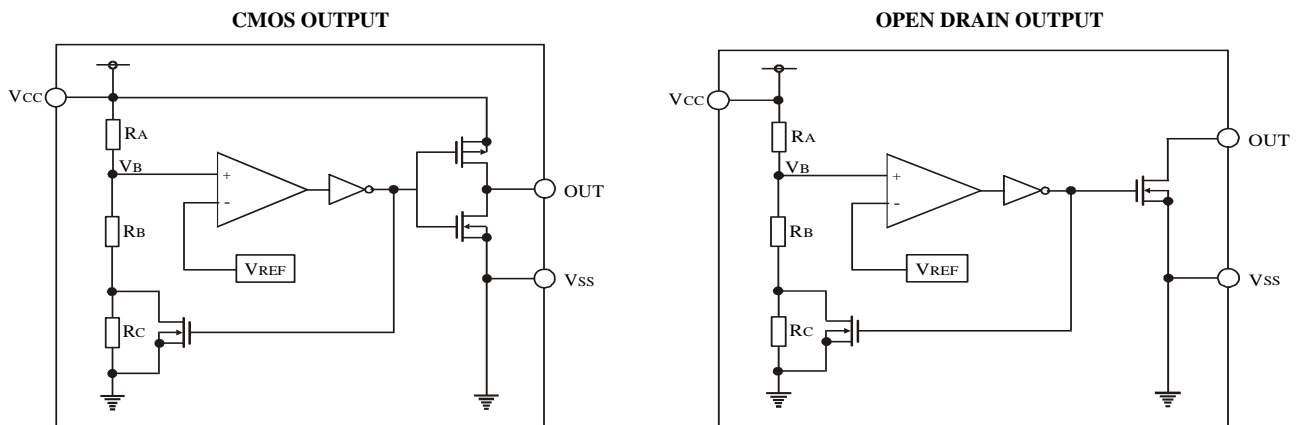 CMOS OUTPUT
VCC
RA
VB
+
-
RB
VREF
RC
OUT
VSS
OPEN DRAIN OUTPUT
VCC
RA
VB
+
-
RB
VREF
RC
OUT
VSS